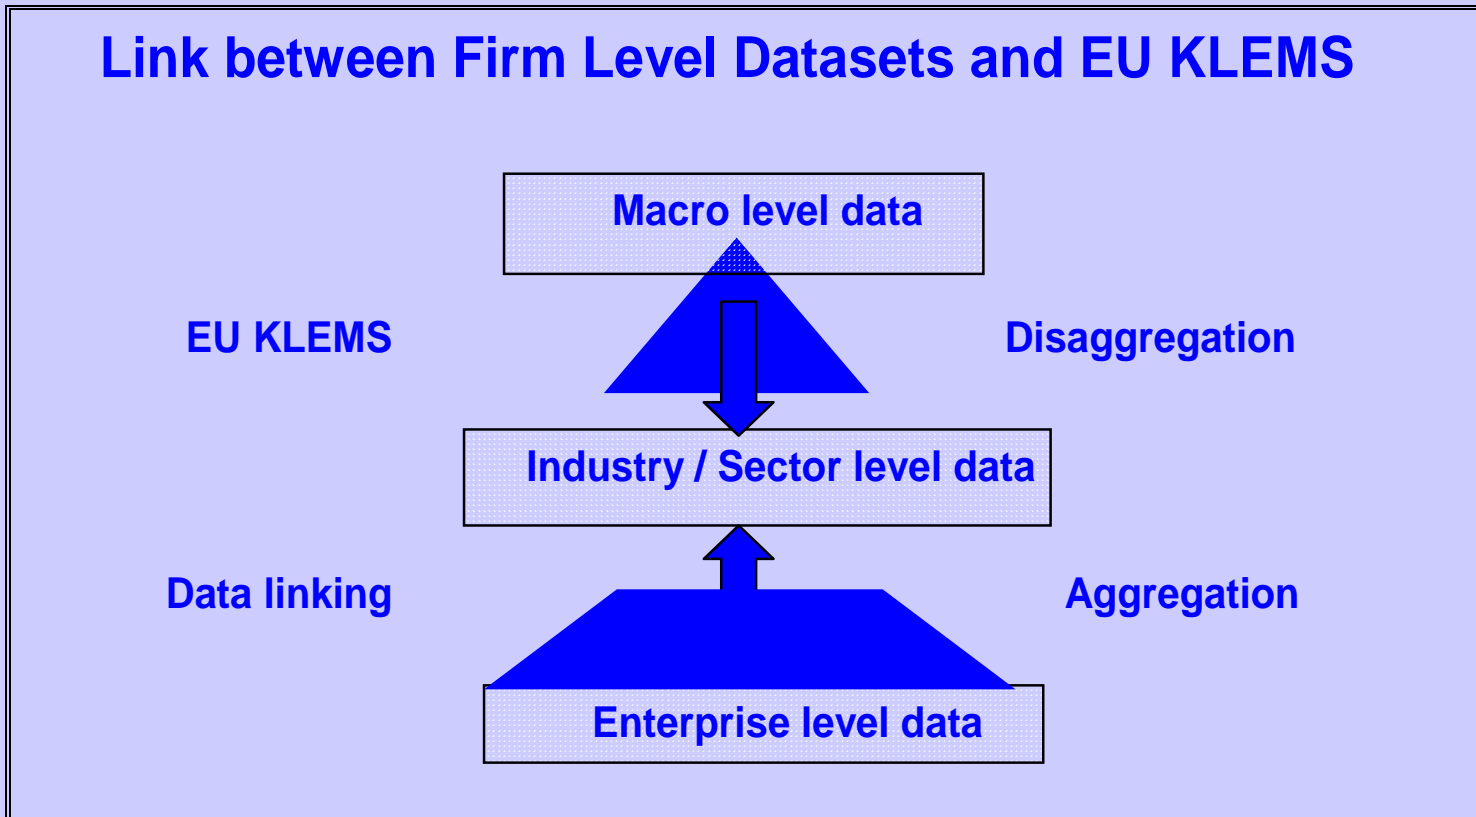 Link between Firm Level Datasets and EU KLEMS
Macro level data
EU KLEMS
Disaggregation
Industry / Sector level data
Data linking
Aggregation
Enterprise level data